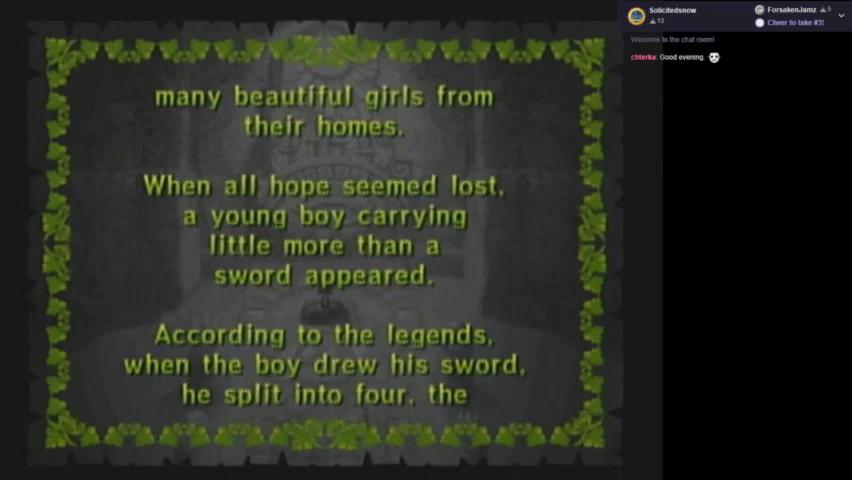 many beautiful girls from
their homes.
When all hope seemed lost,
a young boy carrying
little more than a
sword appeared.
According to the legends,
when the boy drew his sword,
he split into four, the
Solicitedsnow
12
ForsakenJamz 5
Cheer to take #3!
Welcome to the chat room!
chterka: Good evening.